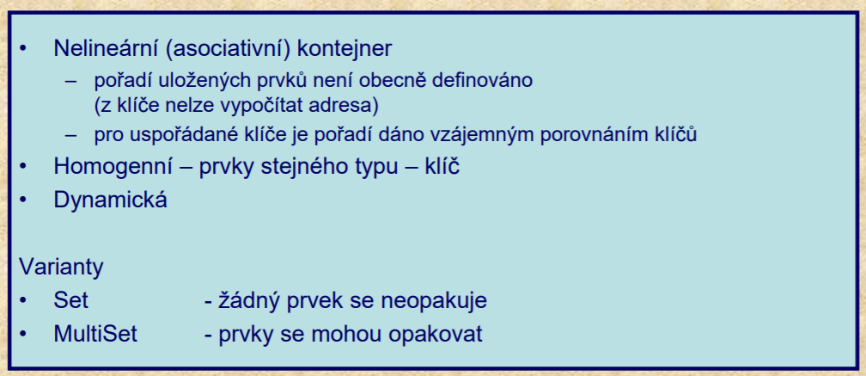 • Nelineární (asociativní) kontejner
– pořadí uložených prvků není obecně definováno
(z klíče nelze vypočítat adresa)
– pro uspořádané klíče je pořadí dáno vzájemným porovnáním klíčů
• Homogenní – prvky stejného typu – klíč
• Dynamická
Varianty
• Set - žádný prvek se neopakuje
• MultiSet - prvky se mohou opakovat